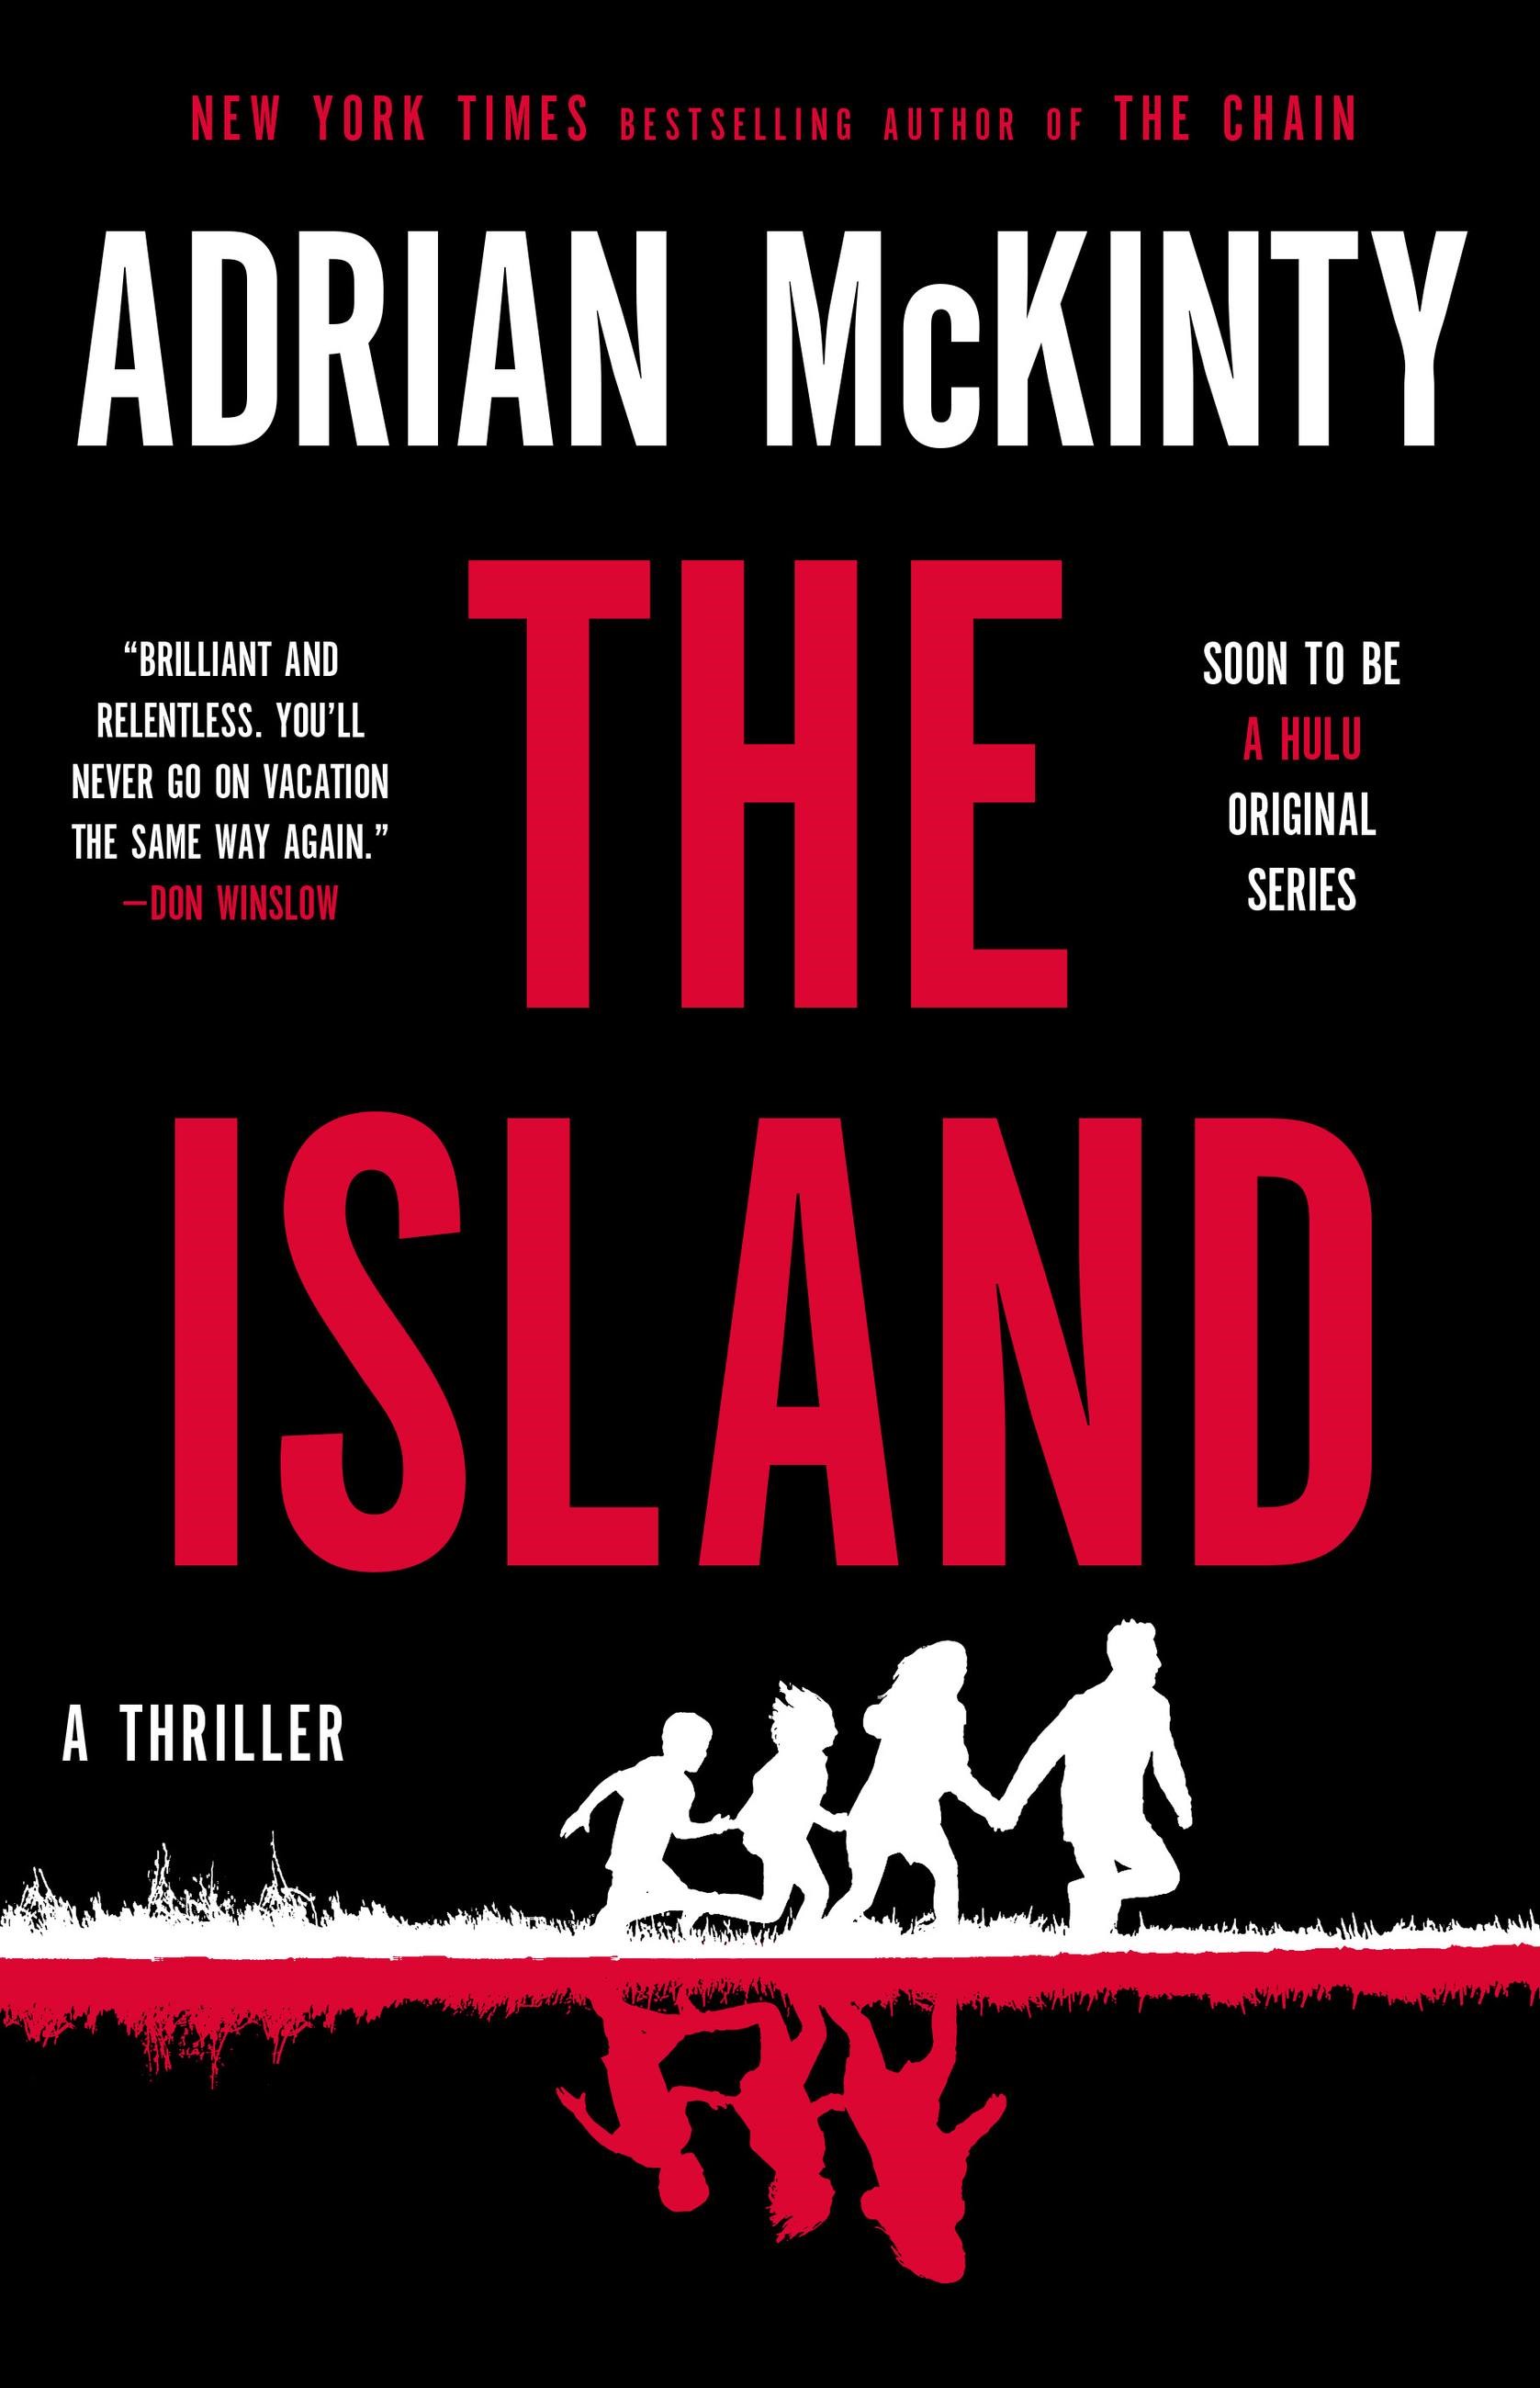 NEW YORK TIMES BESTSELLING AUTHOR OF THE CHAIN
ADRIAN McKINTY
THE
“BRILLIANT AND
RELENTLESS. YOU’LL
NEVER GO ON VACATION
THE SAME WAY AGAIN.”
—DON WINSLOW
SOON TO BE
A HULU
ORIGINAL
SERIES
ISLAND
A THRILLER